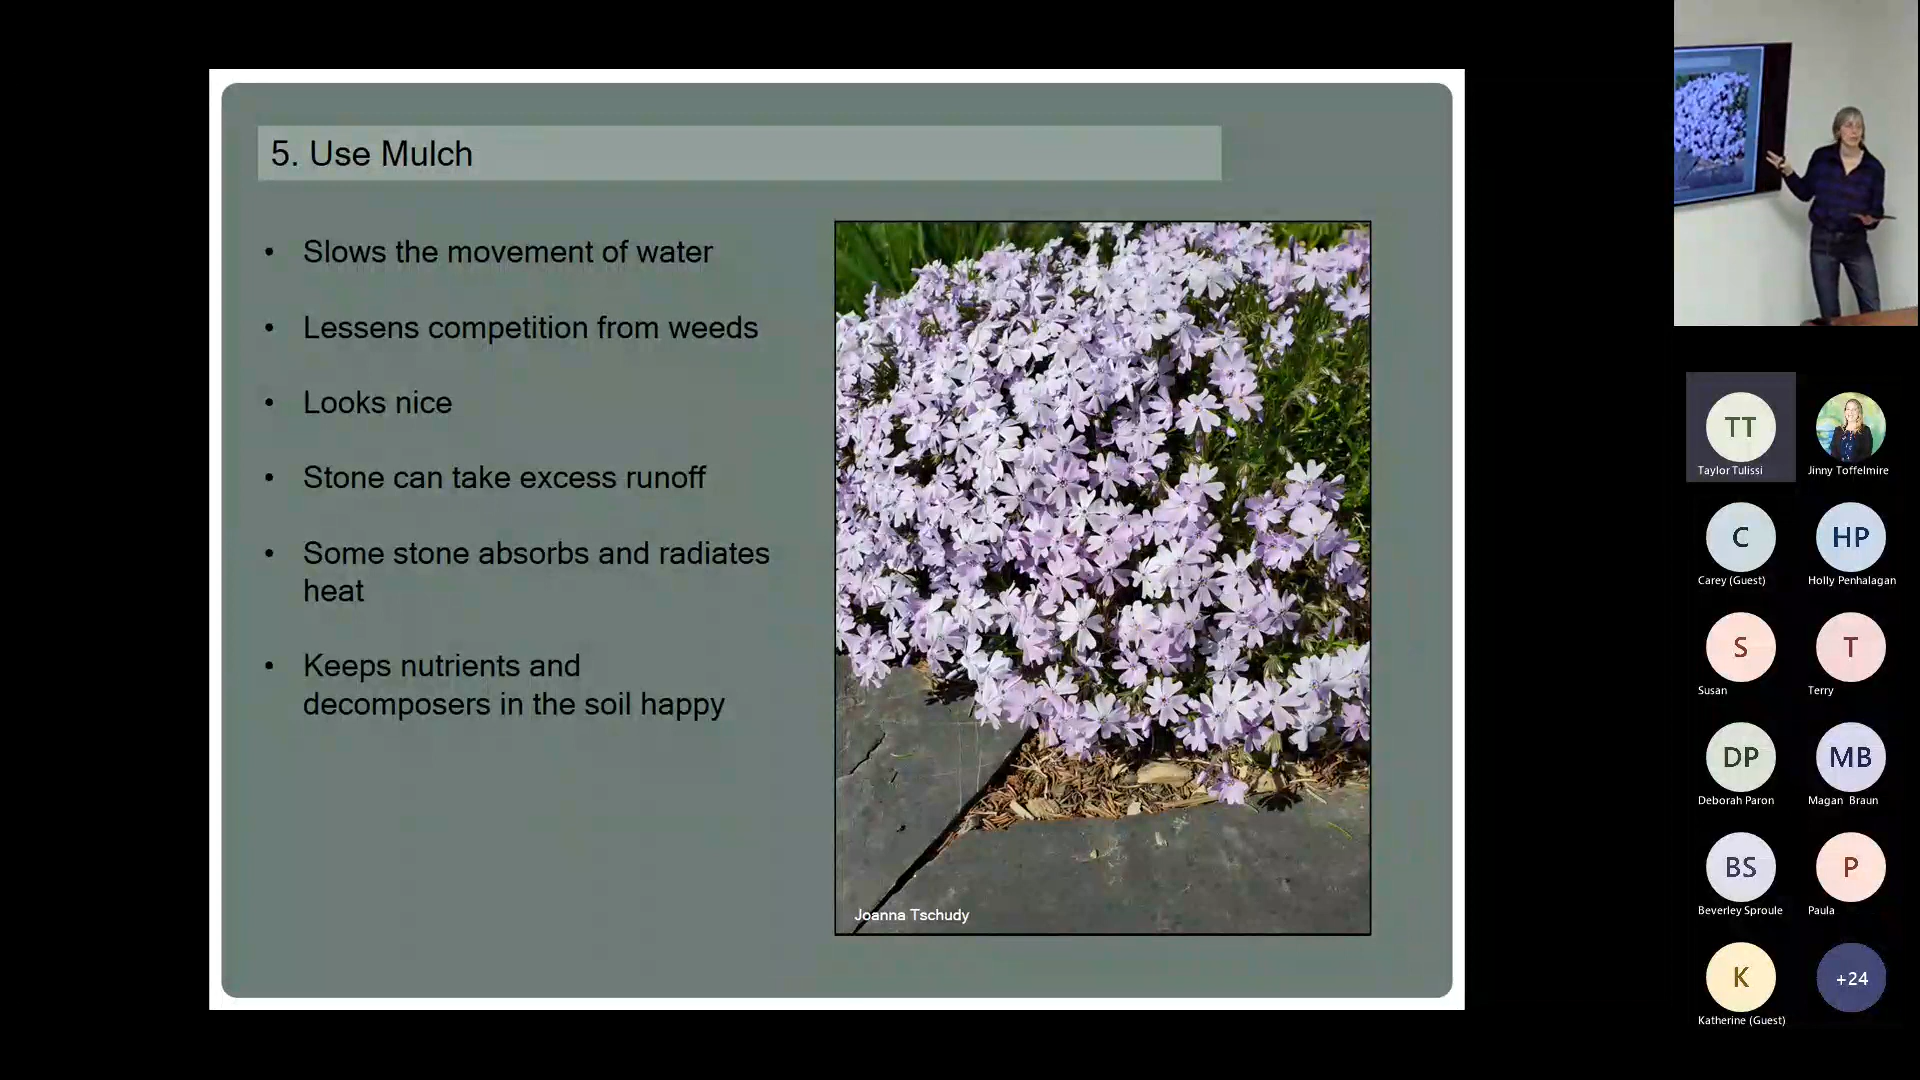 5. Use Mulch
• Slows the movement of water
• Lessens competition from weeds
• Looks nice
• Stone can take excess runoff
• Some stone absorbs and radiates
heat
• Keeps nutrients and
decomposers in the soil happy
Joanna Tschudy
TT
Taylor Tulissi
Jinny Toffelmire
C
Carey (Guest)
HP
Holly Penhalagan
S
Susan
T
Terry
DP
Deborah Paron
MB
Magan Braun
BS
Beverley Sproule
P
Paula
K
Katherine (Guest)
+24